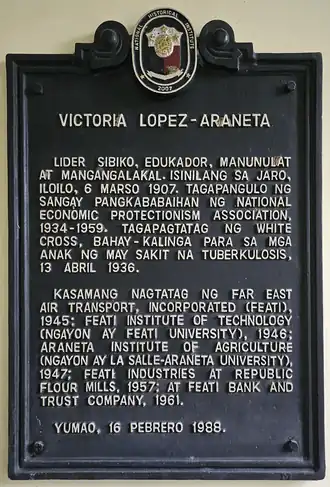 NATIONAL HISTORICAL INSTITUTE
2007
VICTORIA LOPEZ-ARANETA
LIDER SIBIKO, EDUKADOR, MANUNULAT
AT MANGANGALAKAL. ISINILANG SA JARO,
ILOILO, 6 MARSO 1907. TAGAPANGULO NG
SANGAY PANGKABABAIHAN NG NATIONAL
ECONOMIC PROTECTIONISM ASSOCIATION,
1934-1959. TAGAPAGTATAG NG WHITE
CROSS, BAHAY-KALINGA PARA SA MGA
ANAK NG MAY SAKIT NA TUBERKULOSIS,
13 ABRIL 1936.
KASAMANG NAGTATAG NG FAR EAST
AIR TRANSPORT, INCORPORATED (FEATI),
1945; FEATI INSTITUTE OF TECHNOLOGY
(NGAYON AY FEATI UNIVERSITY), 1946;
ARANETA INSTITUTE OF AGRICULTURE
(NGAYON AY LA SALLE-ARANETA UNIVERSITY),
1947; FEATI INDUSTRIES AT REPUBLIC
FLOUR MILLS, 1957; AT FEATI BANK AND
TRUST COMPANY, 1961.
YUMAO, 16 PEBRERO 1988.